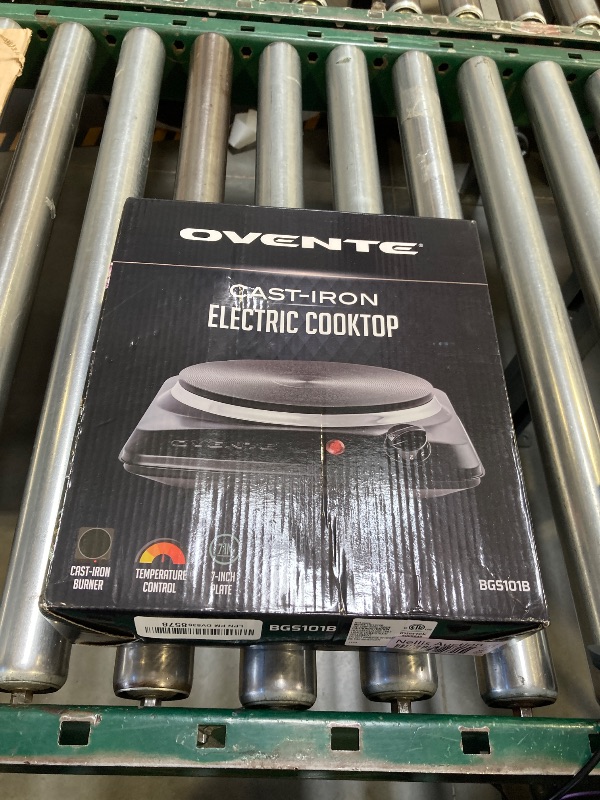 OVENTE®
CAST-IRON
ELECTRIC COOKTOP
OVENTE
CAST-IRON
BURNER
TEMPERATURE
CONTROL
7-INCH
PLATE
BGS101B
BGS101B